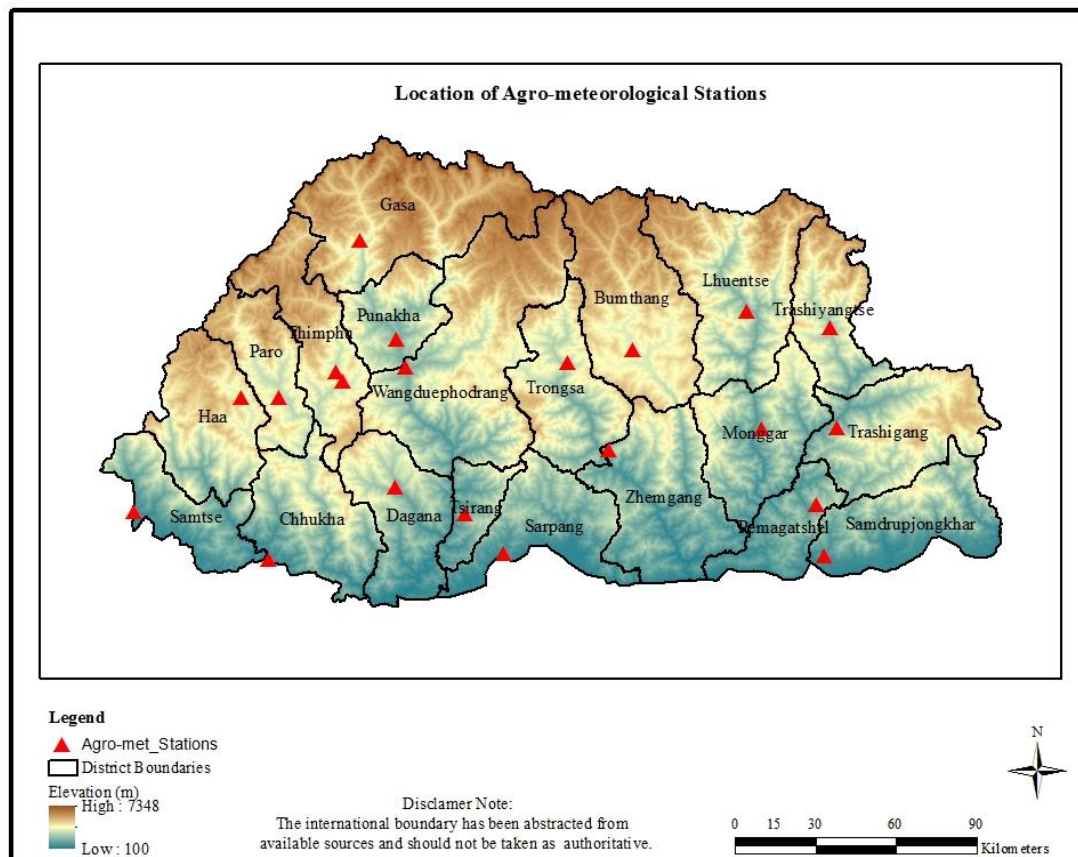 Location of Agro-meteorological Stations
Gasa
Punakha
Thimphu
Paro
Haa
Wangduephodrang
Bumthang
Lhuentse
Trashiyangtse
Trongsa
Monggar
Trashigang
Zhemgang
Samtse
Chhukha
Dagana
Tsirang
Sarpang
Pemagatshel
Samdrupjongkhar
Legend
Agro-met_Stations
District Boundaries
Elevation (m)
High : 7348
Low : 100
Disclamer Note:
The international boundary has been abstracted from
available sources and should not be taken as authoritative.
N
0 15 30 60 90
Kilometers